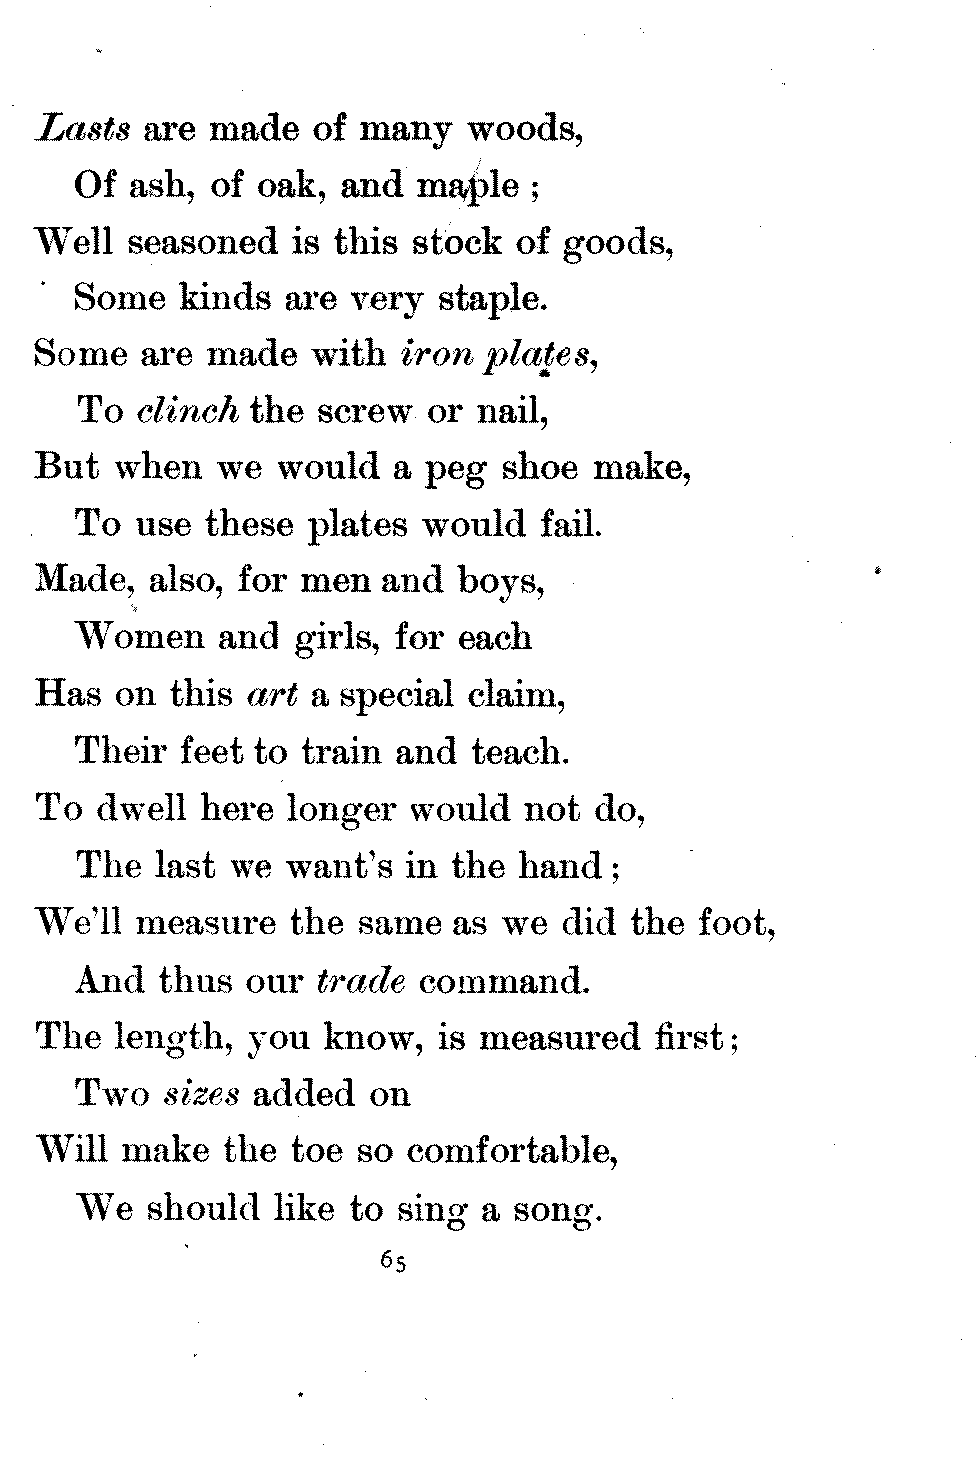 Lasts are made of many woods,
Of ash, of oak, and maple ;
Well seasoned is this stock of goods,
Some kinds are very staple.
Some are made with iron plates,
To clinch the screw or nail,
But when we would a peg shoe make,
To use these plates would fail.
Made, also, for men and boys,
Women and girls, for each
Has on this art a special claim,
Their feet to train and teach.
To dwell here longer would not do,
The last we want's in the hand ;
We'll measure the same as we did the foot,
And thus our trade command.
The length, you know, is measured first ;
Two sizes added on
Will make the toe so comfortable,
We should like to sing a song.
65